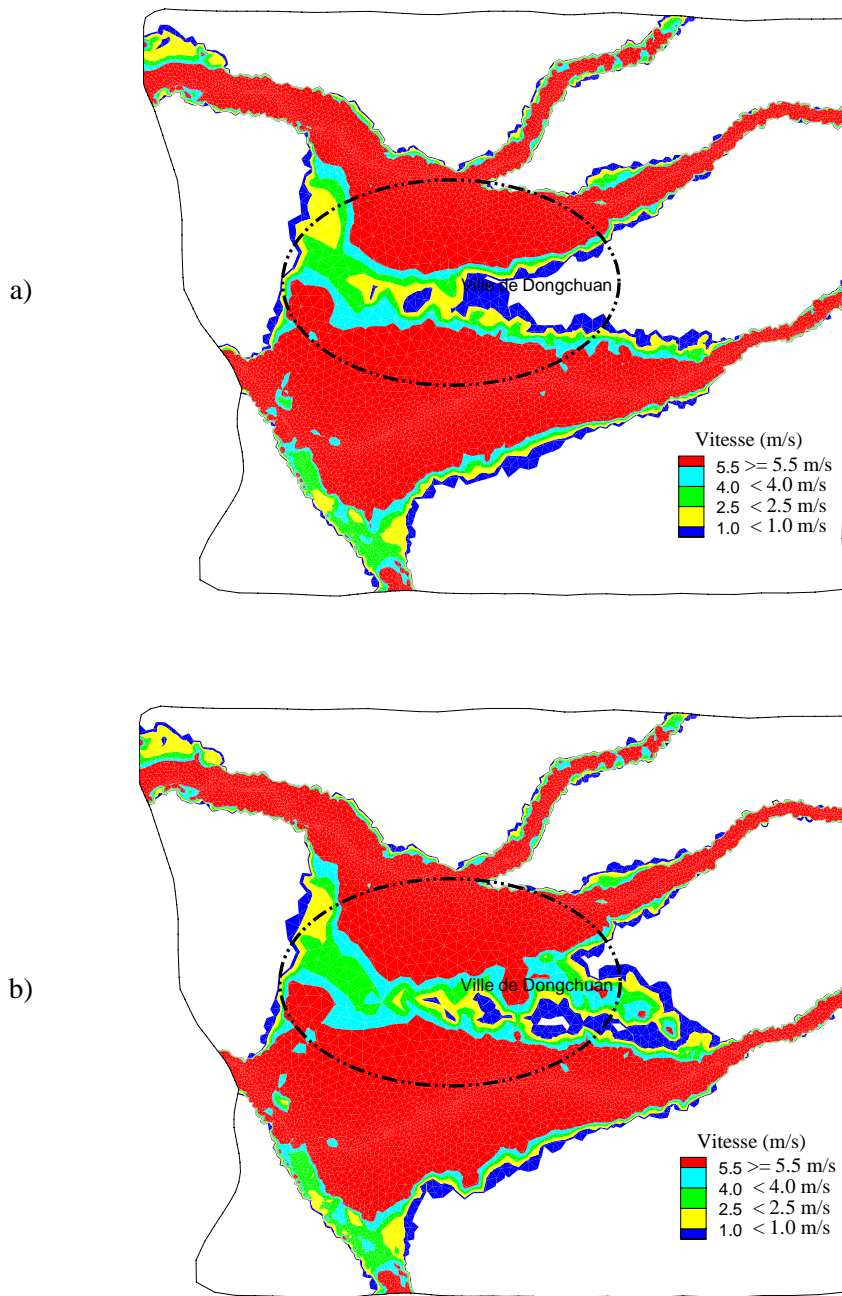 a)
Ville de Dongchuan
Vitesse (m/s)
5.5 >= 5.5 m/s
4.0 < 4.0 m/s
2.5 < 2.5 m/s
1.0 < 1.0 m/s
b)
Ville de Dongchuan
Vitesse (m/s)
5.5 >= 5.5 m/s
4.0 < 4.0 m/s
2.5 < 2.5 m/s
1.0 < 1.0 m/s